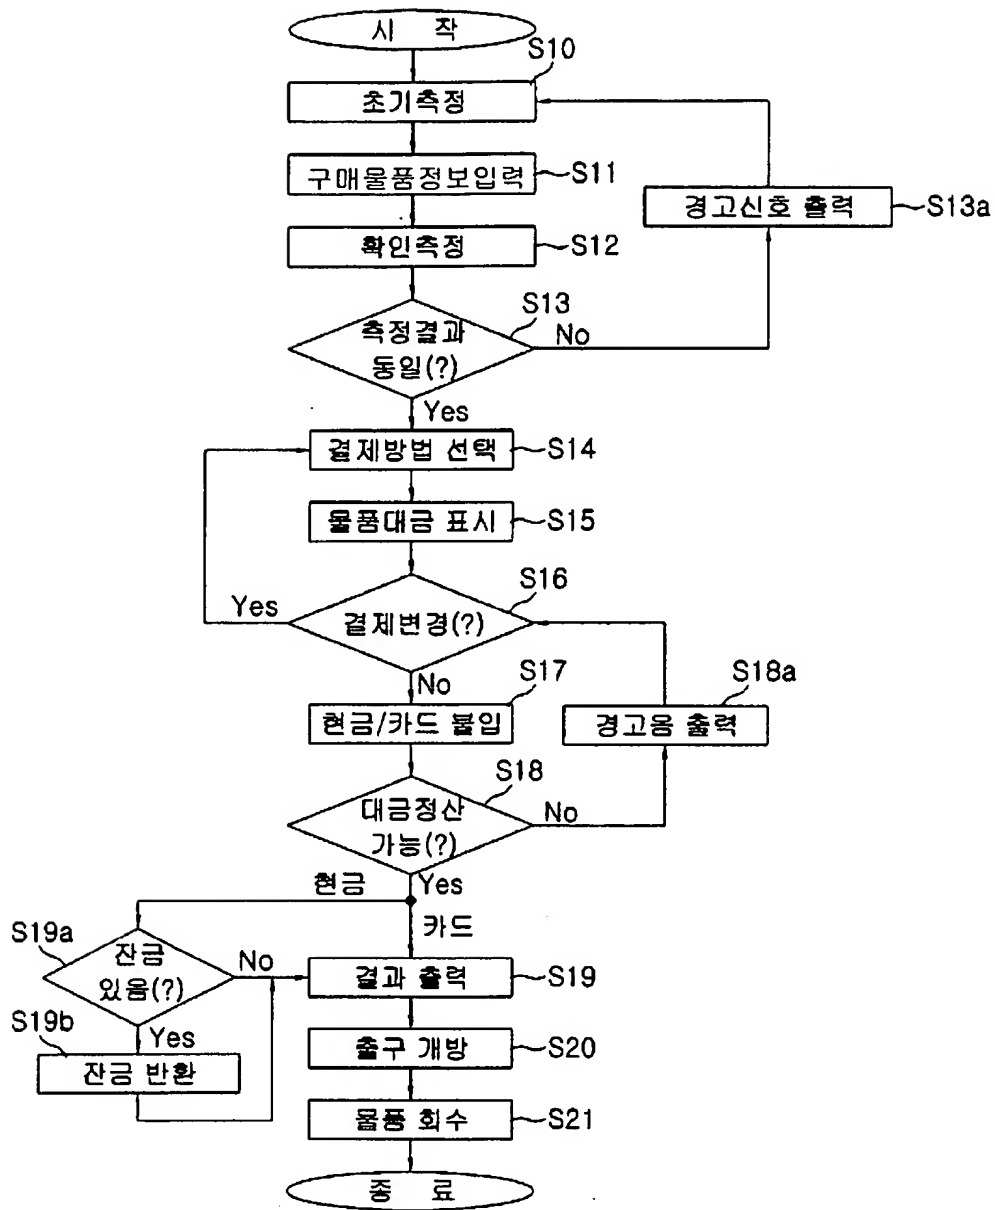 시 작
S10
초기측정
구매물품정보입력
S11
경고신호 출력
S13a
확인측정
S12
S13
측정결과
동일(?)
No
Yes
결제방법 선택
S14
물품대금 표시
S15
S16
Yes
결제변경(?)
No
S17
S18a
현금/카드 불입
경고음 출력
S18
대금정산
가능(?)
No
현금
Yes
카드
S19a
잔금
있음(?)
No
결과 출력
S19
S19b
Yes
잔금 반환
출구 개방
S20
물품 회수
S21
종 료